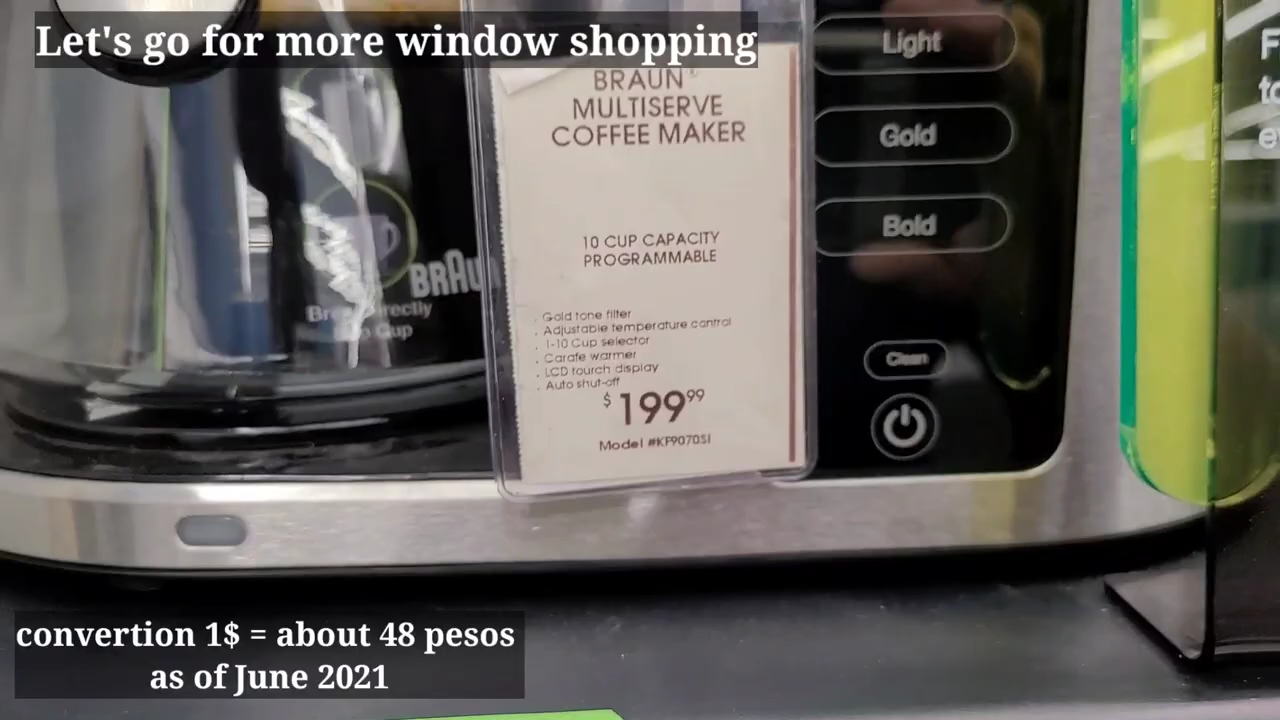 Let's go for more window shopping
BRAUN
MULTISERVE
COFFEE MAKER
10 CUP CAPACITY
PROGRAMMABLE
. Gold tone filter
. Adjustable temperature control
. 1-10 Cup selector
. Carafe warmer
. LCD tourch display
. Auto shut-off
$ 199 99
Model #KF9070SI
Light
Gold
Bold
Clean
BRAUN
Cup
convertion 1$ = about 48 pesos
as of June 2021